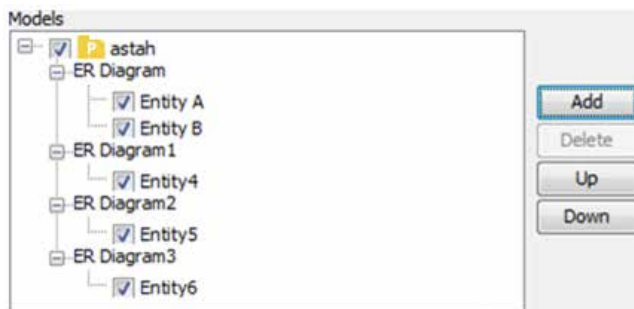 Models
P astah
ER Diagram
Entity A
Entity B
ER Diagram1
Entity4
ER Diagram2
Entity5
ER Diagram3
Entity6
Add
Delete
Up
Down